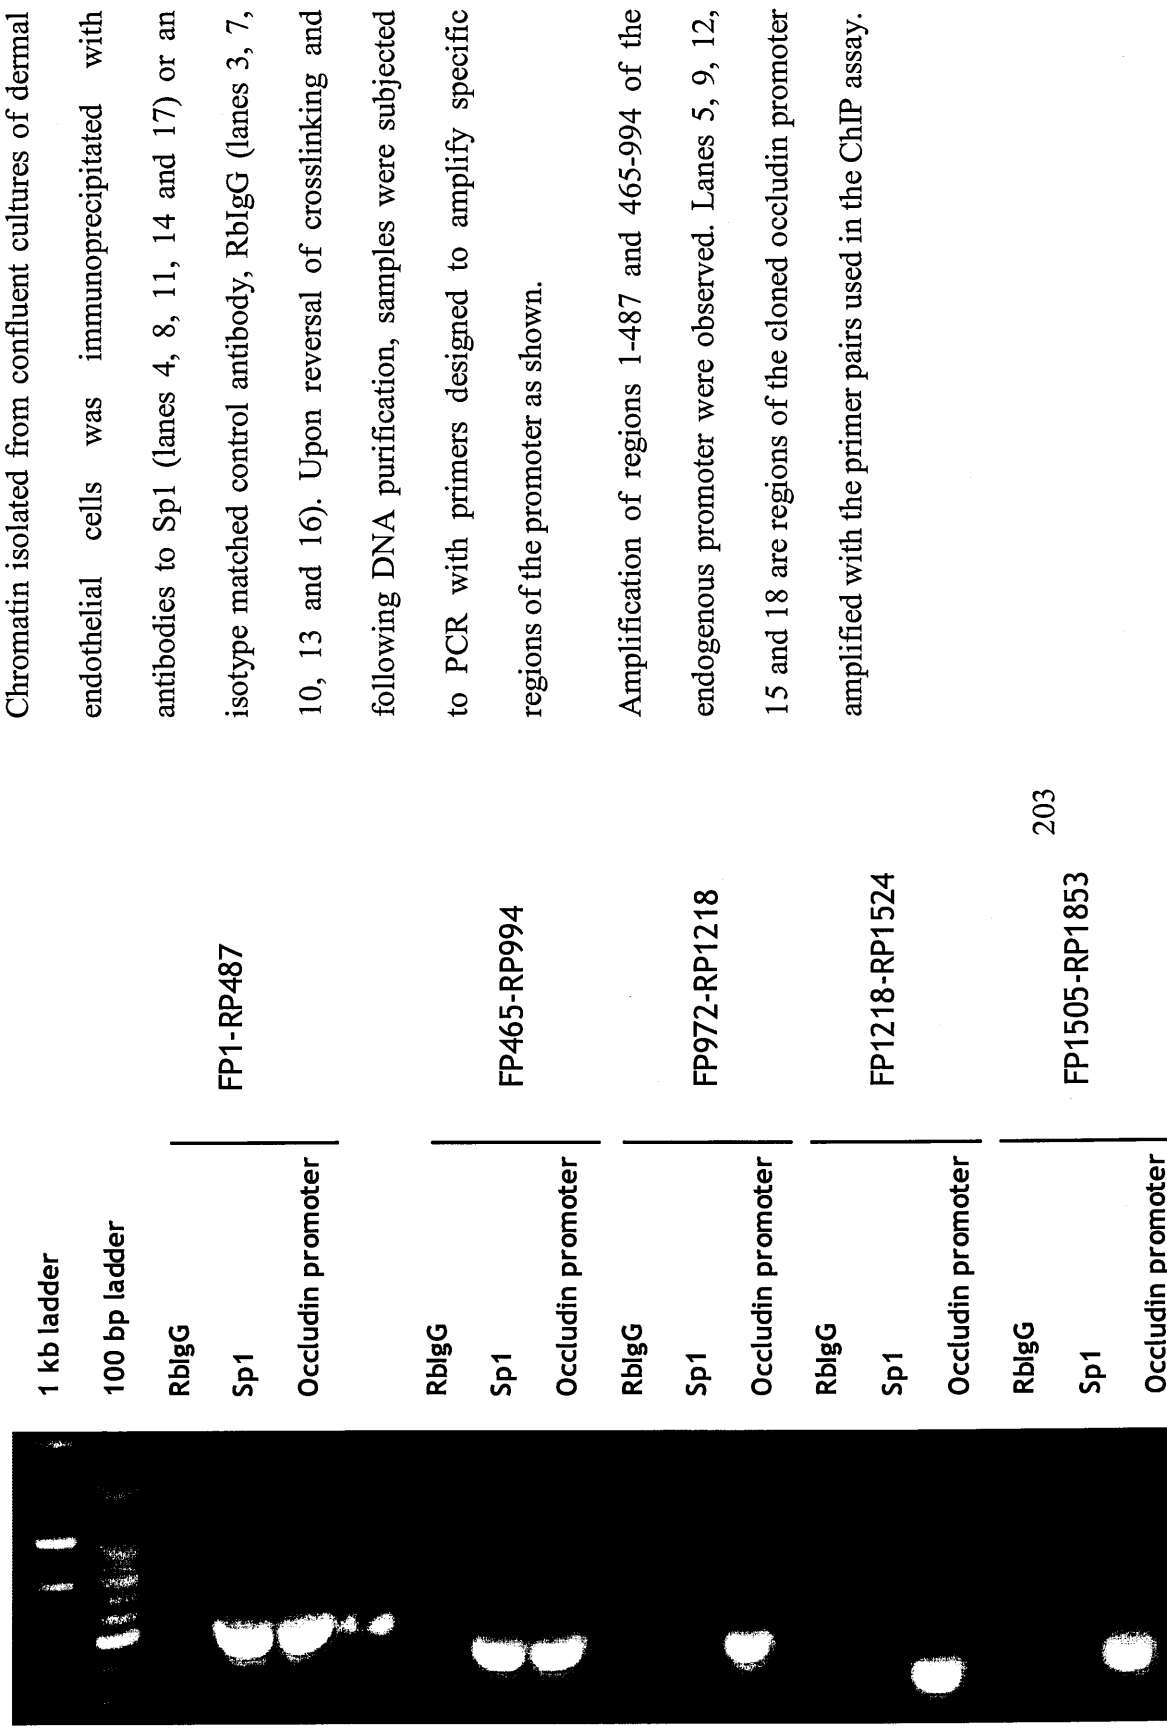 1 kb ladder
100 bp ladder
RbIgG
Sp1
Occludin promoter
FP1-RP487
RbIgG
Sp1
Occludin promoter
FP465-RP994
RbIgG
Sp1
Occludin promoter
FP972-RP1218
RbIgG
Sp1
Occludin promoter
FP1218-RP1524
RbIgG
Sp1
Occludin promoter
FP1505-RP1853
Chromatin isolated from confluent cultures of dermal
endothelial cells was immunoprecipitated with
antibodies to Sp1 (lanes 4, 8, 11, 14 and 17) or an
isotype matched control antibody, RbIgG (lanes 3, 7,
10, 13 and 16). Upon reversal of crosslinking and
following DNA purification, samples were subjected
to PCR with primers designed to amplify specific
regions of the promoter as shown.
Amplification of regions 1-487 and 465-994 of the
endogenous promoter were observed. Lanes 5, 9, 12,
15 and 18 are regions of the cloned occludin promoter
amplified with the primer pairs used in the ChIP assay.
203